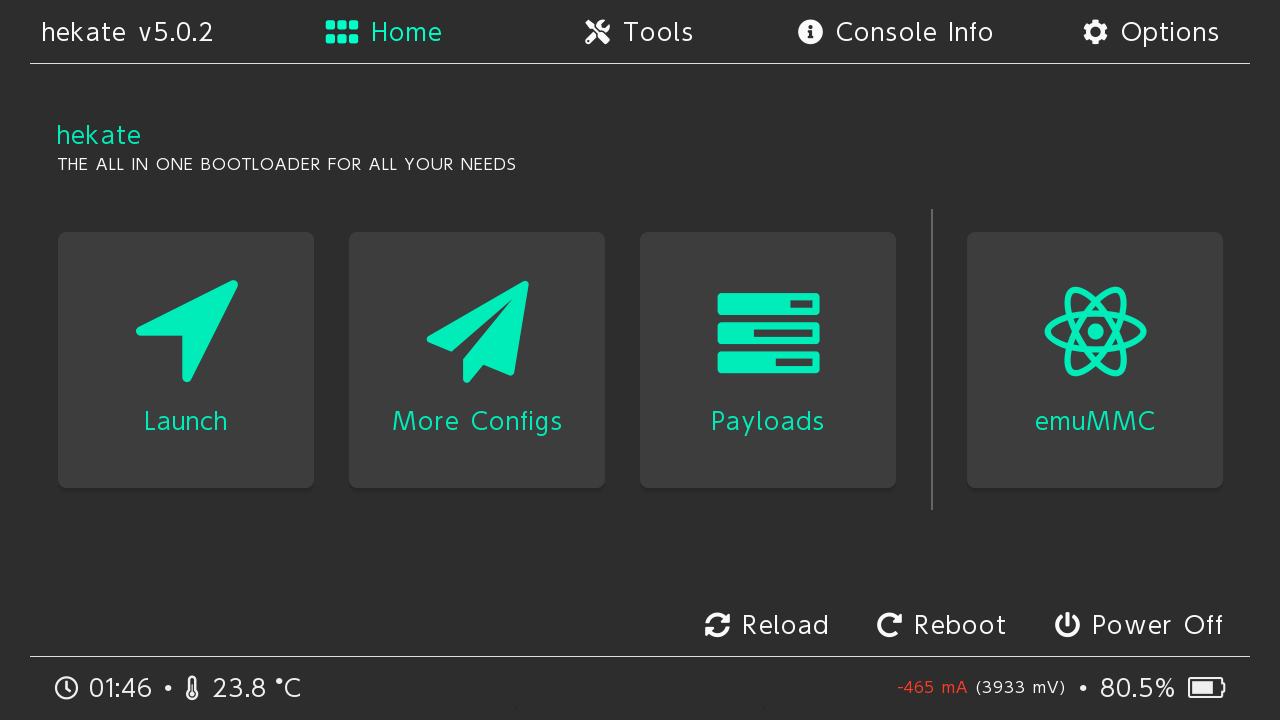 hekate v5.0.2 Home Tools Console Info Options
hekate
THE ALL IN ONE BOOTLOADER FOR ALL YOUR NEEDS
Launch More Configs Payloads emuMMC
Reload Reboot Power Off
01:46 • 23.8 °C -465 mA (3933 mV) • 80.5%